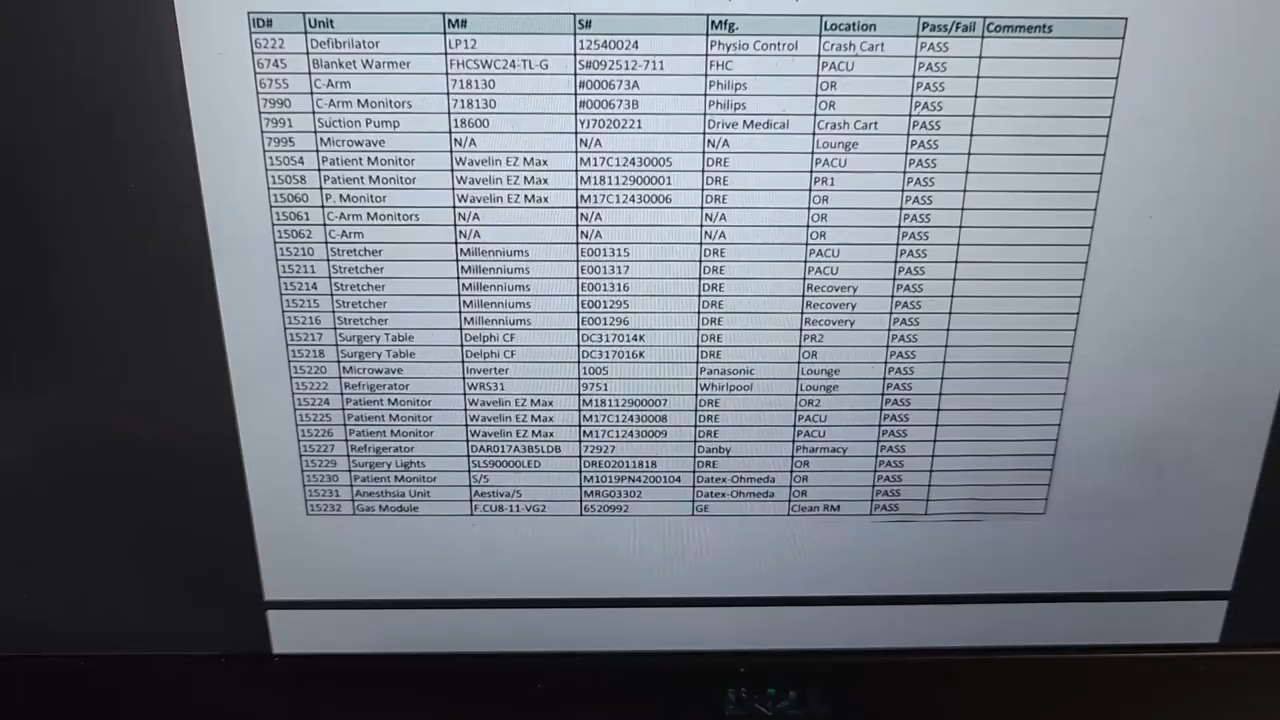 ID# Unit M# S# Mfg. Location Pass/Fail Comments
6222 Defibrilator LP12 12540024 Physio Control Crash Cart PASS
6745 Blanket Warmer FHCSWC24-TL-G S#092512-711 FHC PACU PASS
6755 C-Arm 718130 #000673A Philips OR PASS
7990 C-Arm Monitors 718130 #000673B Philips OR PASS
7991 Suction Pump 18600 YJ7020221 Drive Medical Crash Cart PASS
7995 Microwave N/A N/A N/A Lounge PASS
15054 Patient Monitor Wavelin EZ Max M17C12430005 DRE PACU PASS
15058 Patient Monitor Wavelin EZ Max M18112900001 DRE PR1 PASS
15060 P. Monitor Wavelin EZ Max M17C12430006 DRE OR PASS
15061 C-Arm Monitors N/A N/A N/A OR PASS
15062 C-Arm N/A N/A N/A OR PASS
15210 Stretcher Millenniums E001315 DRE PACU PASS
15211 Stretcher Millenniums E001317 DRE PACU PASS
15214 Stretcher Millenniums E001316 DRE Recovery PASS
15215 Stretcher Millenniums E001295 DRE Recovery PASS
15216 Stretcher Millenniums E001296 DRE Recovery PASS
15217 Surgery Table Delphi CF DC317014K DRE PR2 PASS
15218 Surgery Table Delphi CF DC317016K DRE OR PASS
15220 Microwave Inverter 1005 Panasonic Lounge PASS
15222 Refrigerator WRS31 9751 Whirlpool Lounge PASS
15224 Patient Monitor Wavelin EZ Max M18112900007 DRE OR2 PASS
15225 Patient Monitor Wavelin EZ Max M17C12430008 DRE PACU PASS
15226 Patient Monitor Wavelin EZ Max M17C12430009 DRE PACU PASS
15227 Refrigerator DAR017A3B5LDB 72927 Danby Pharmacy PASS
15229 Surgery Lights SLS90000LED DRE02011818 DRE OR PASS
15230 Patient Monitor S/5 M1019PN4200104 Datex-Ohmeda OR PASS
15231 Anesthsia Unit Aestiva/5 MRG03302 Datex-Ohmeda OR PASS
15232 Gas Module F.CU8-11-VG2 6520992 GE Clean RM PASS